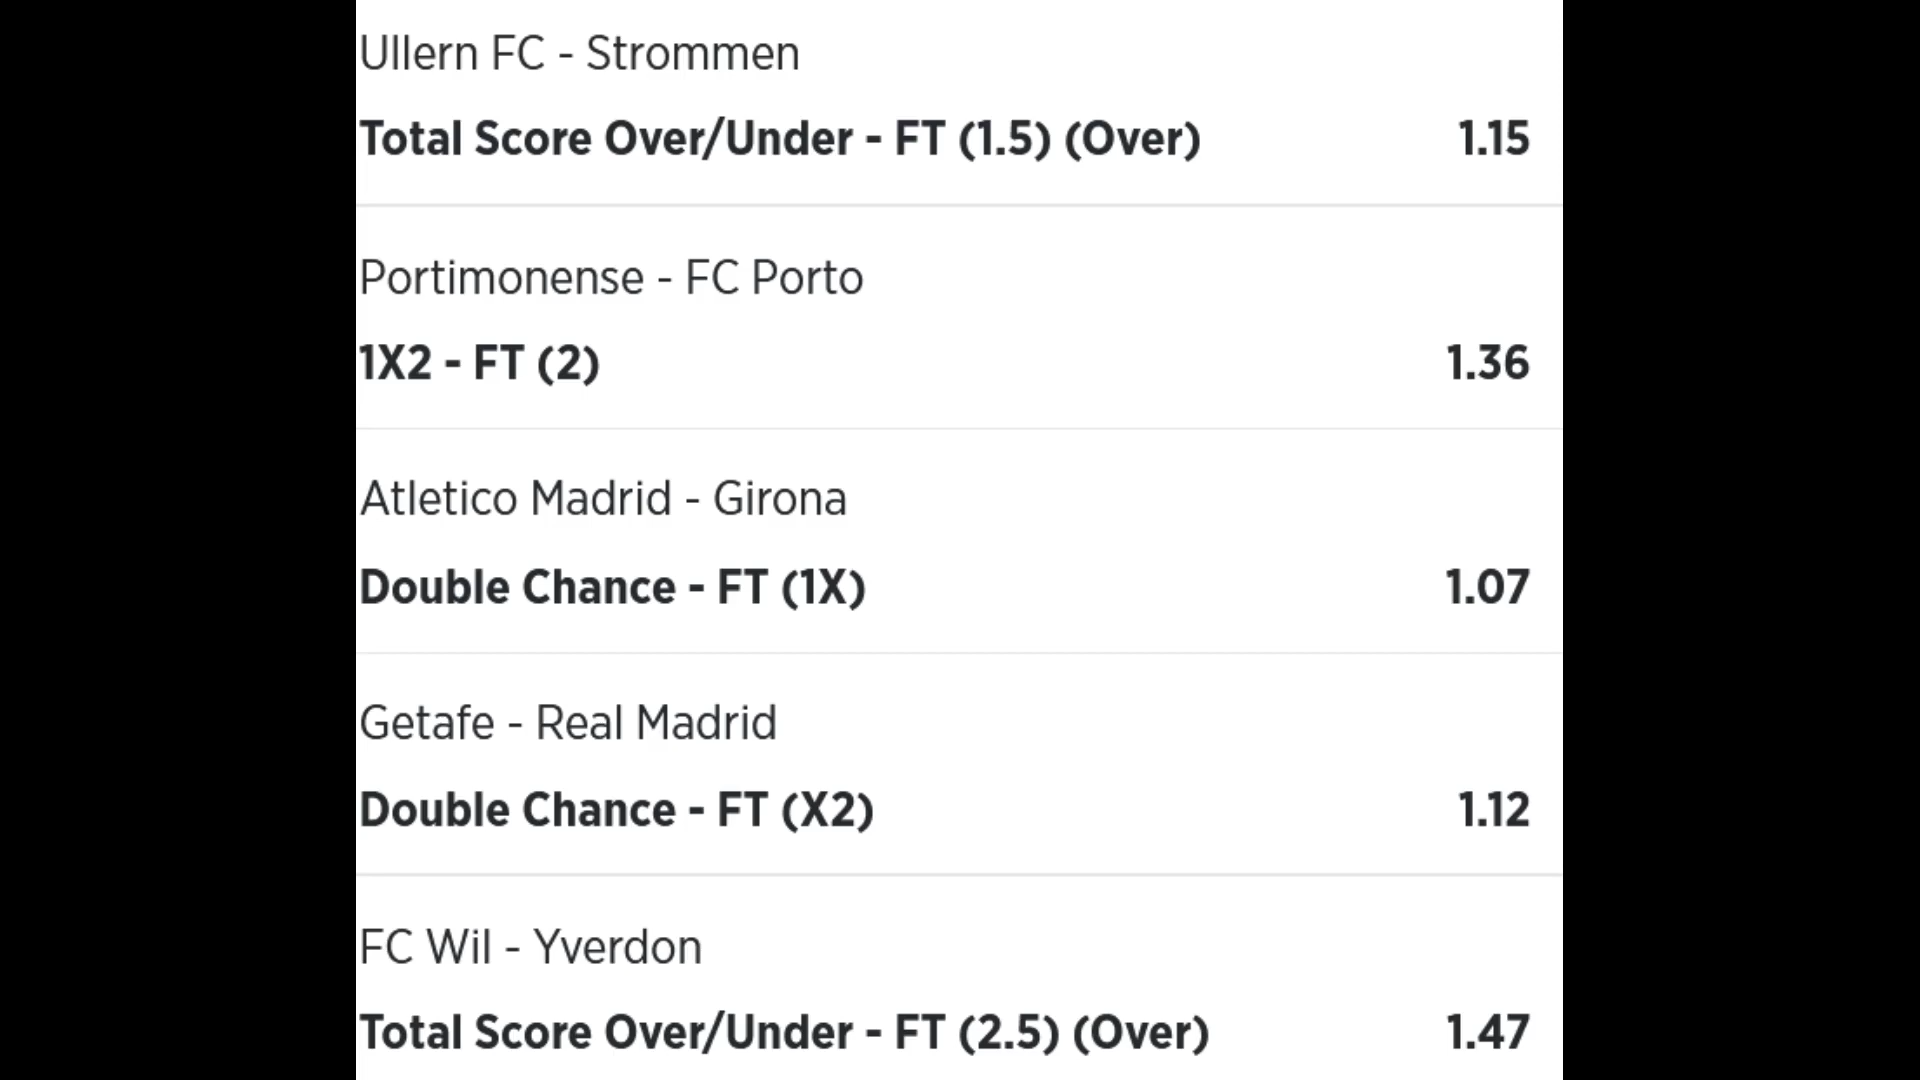 Ullern FC - Strommen
Total Score Over/Under - FT (1.5) (Over) 1.15
Portimonense - FC Porto
1X2 - FT (2) 1.36
Atletico Madrid - Girona
Double Chance - FT (1X) 1.07
Getafe - Real Madrid
Double Chance - FT (X2) 1.12
FC Wil - Yverdon
Total Score Over/Under - FT (2.5) (Over) 1.47